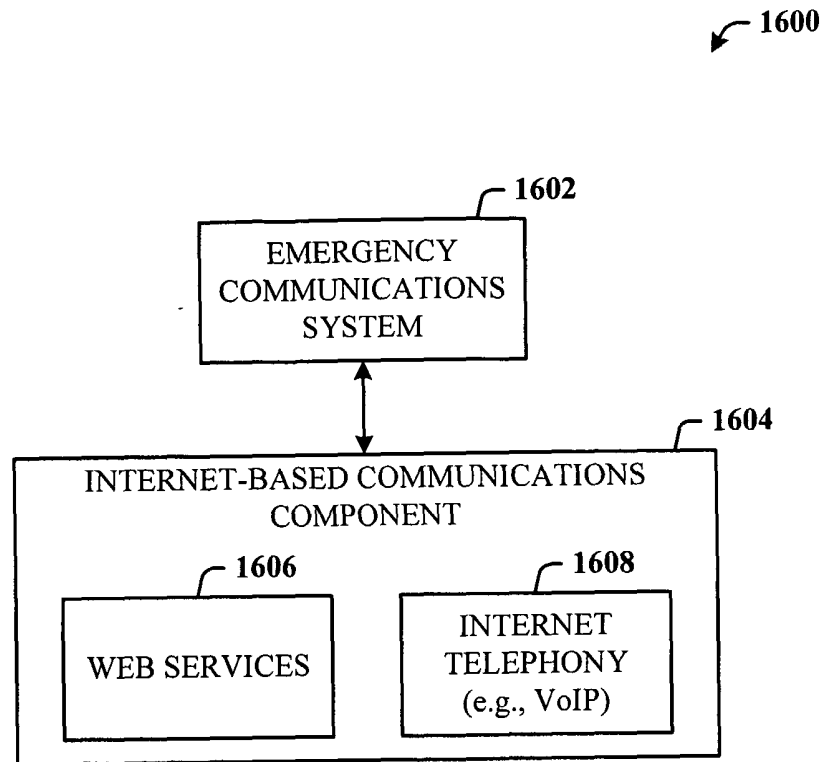 1600
1602
EMERGENCY
COMMUNICATIONS
SYSTEM
1604
INTERNET-BASED COMMUNICATIONS
COMPONENT
1606
WEB SERVICES
1608
INTERNET
TELEPHONY
(e.g., VoIP)